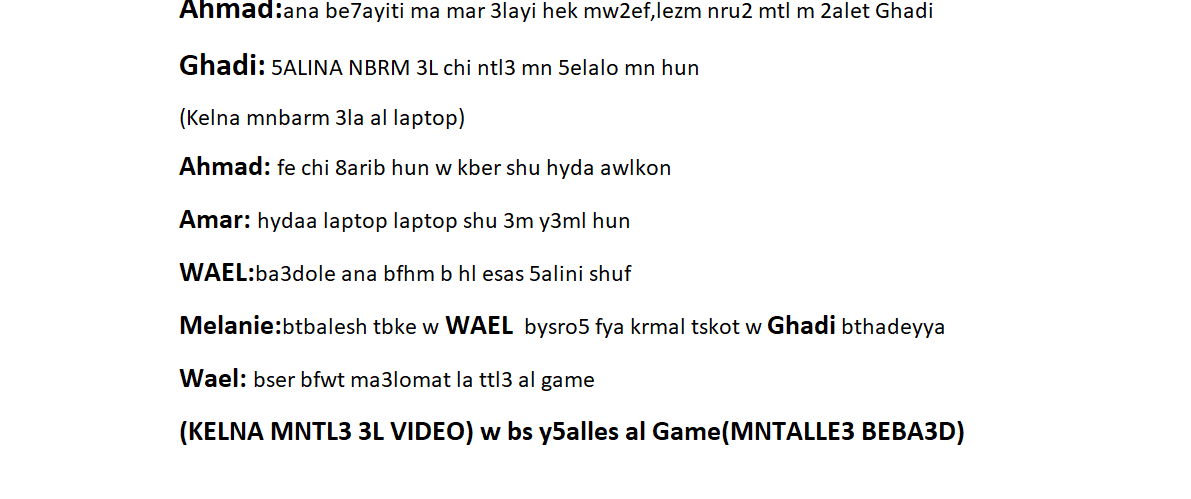 Ahmad:ana be7ayiti ma mar 3layi hek mw2ef,lezm nru2 mtl m 2alet Ghadi
Ghadi: 5ALINA NBRM 3L chi ntl3 mn 5elalo mn hun
(Kelna mnbarm 3la al laptop)
Ahmad: fe chi 8arib hun w kber shu hyda awlkon
Amar: hydaa laptop laptop shu 3m y3ml hun
WAEL:ba3dole ana bfhm b hl esas 5alini shuf
Melanie:btbalesh tbke w WAEL  bysro5 fya krmal tskot w Ghadi bthadeyya
Wael: bser bfwt ma3lomat la ttl3 al game
(KELNA MNTL3 3L VIDEO) w bs y5alles al Game(MNTALLE3 BEBA3D)